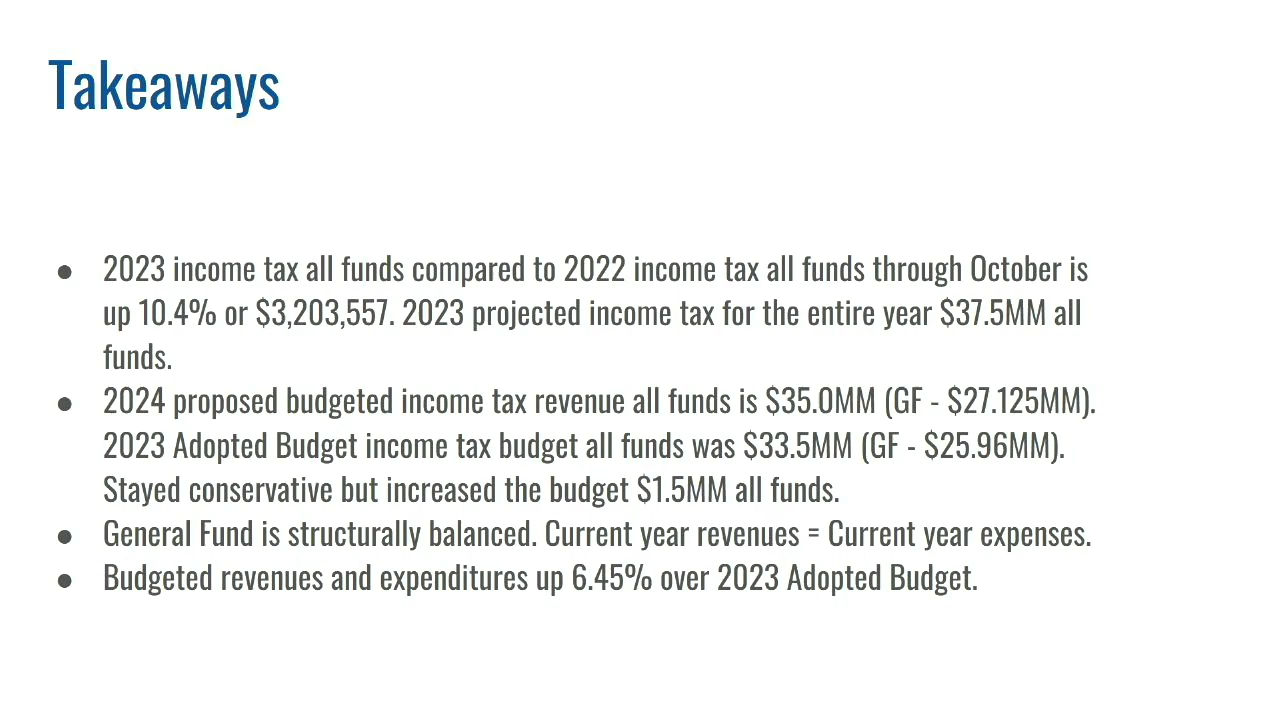 Takeaways
● 2023 income tax all funds compared to 2022 income tax all funds through October is
up 10.4% or $3,203,557. 2023 projected income tax for the entire year $37.5MM all
funds.
● 2024 proposed budgeted income tax revenue all funds is $35.0MM (GF - $27.125MM).
2023 Adopted Budget income tax budget all funds was $33.5MM (GF - $25.96MM).
Stayed conservative but increased the budget $1.5MM all funds.
● General Fund is structurally balanced. Current year revenues = Current year expenses.
● Budgeted revenues and expenditures up 6.45% over 2023 Adopted Budget.